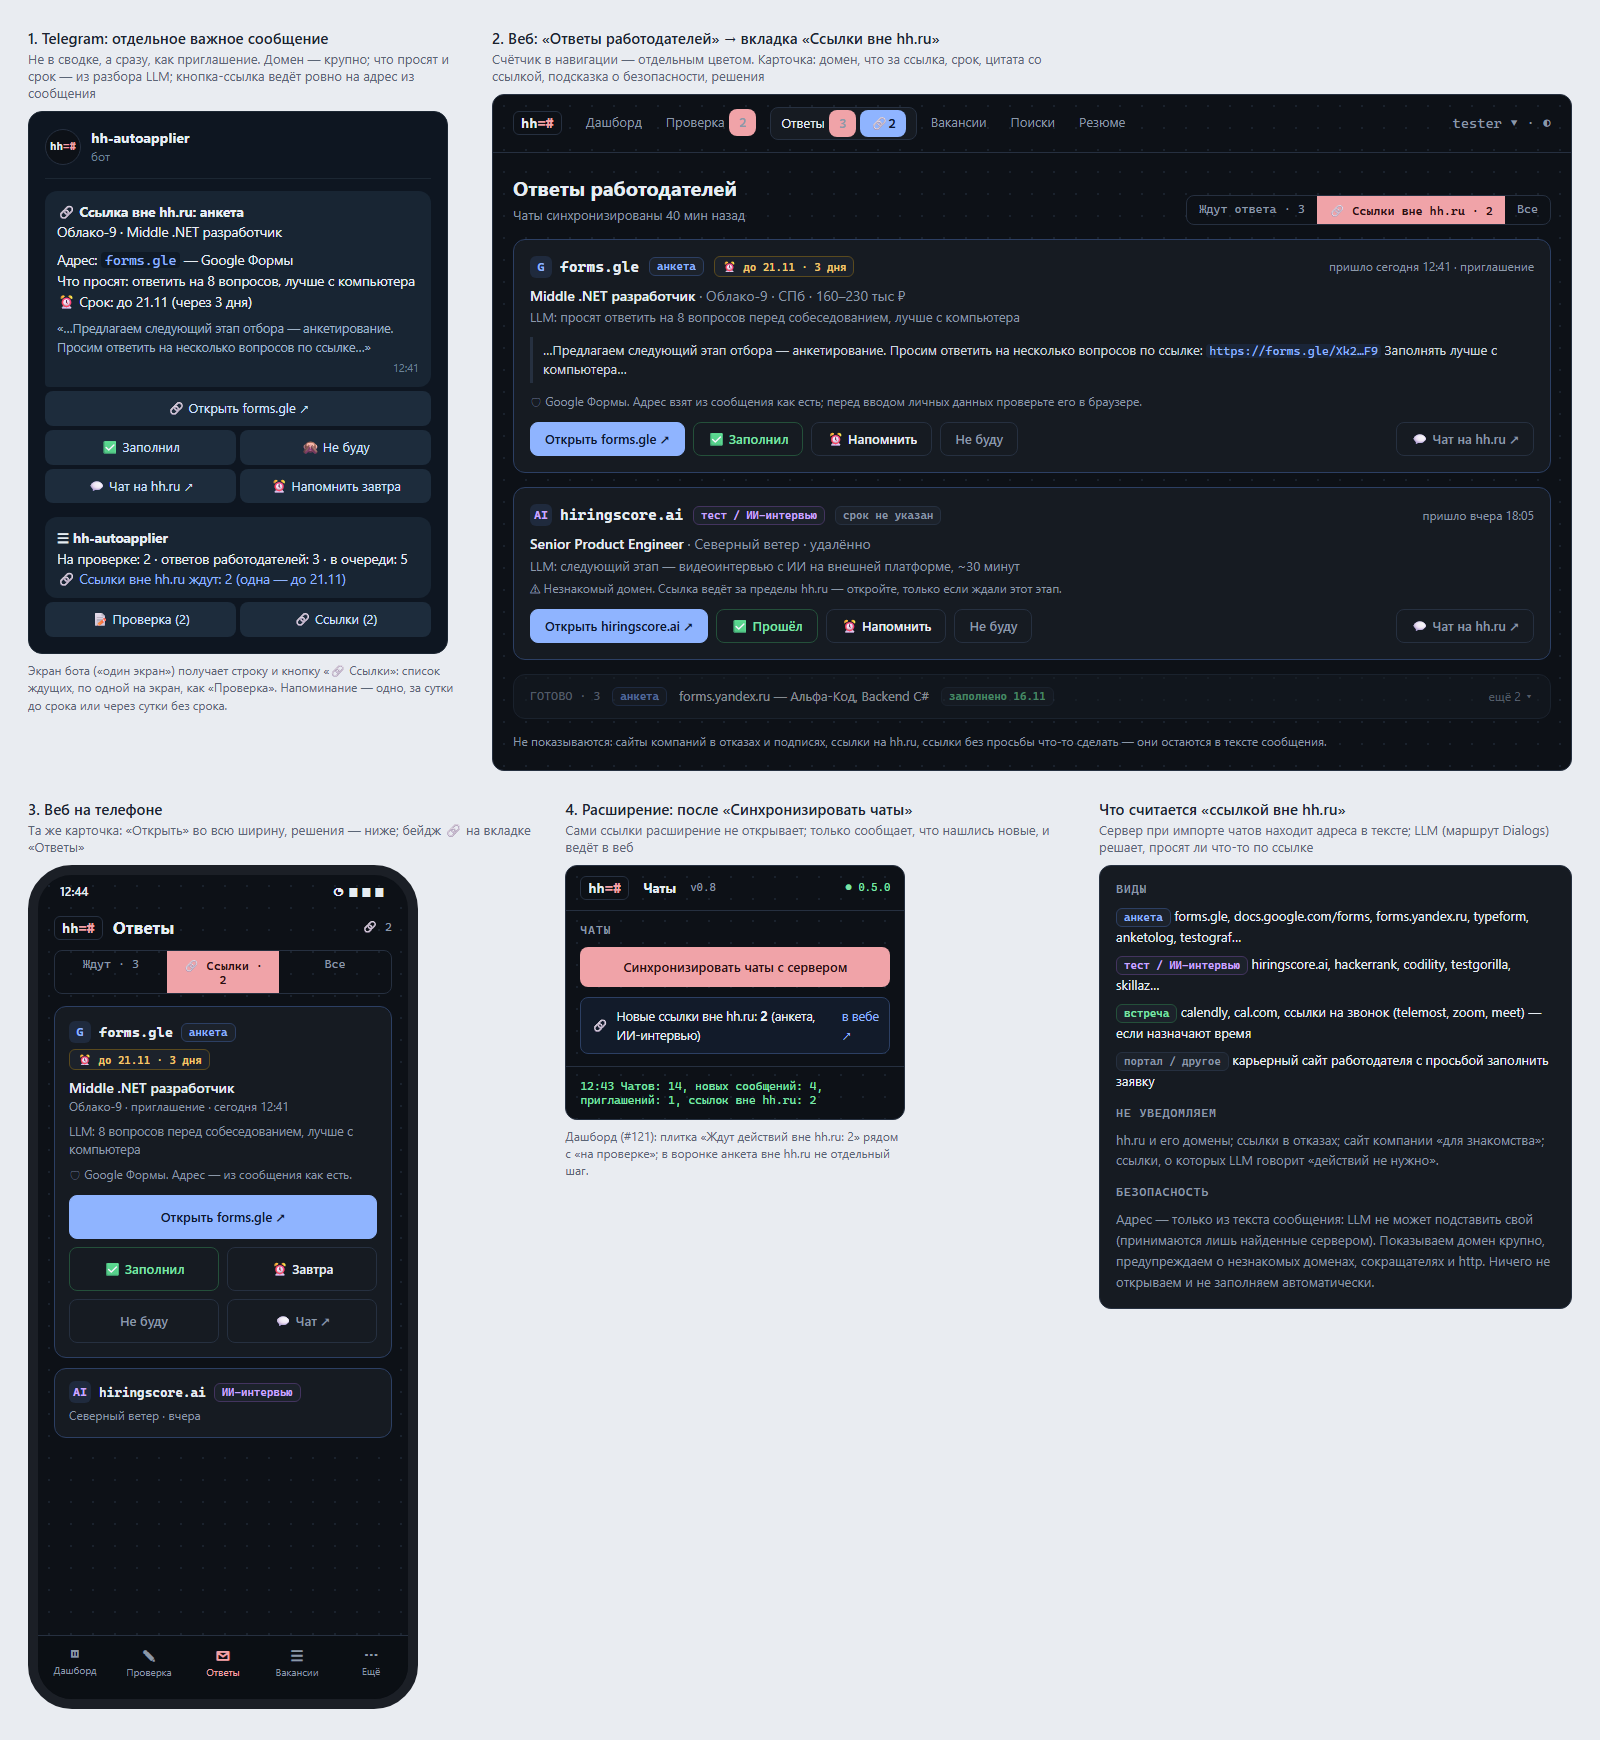 1. Telegram: отдельное важное сообщение
Не в сводке, а сразу, как приглашение. Домен — крупно; что просят и
срок — из разбора LLM; кнопка-ссылка ведёт ровно на адрес из
сообщения
hh=#
hh-autoapplier
бот
🔗 Ссылка вне hh.ru: анкета
Облако-9 · Middle .NET разработчик
Адрес: forms.gle — Google Формы
Что просят: ответить на 8 вопросов, лучше с компьютера
⏰ Срок: до 21.11 (через 3 дня)
«…Предлагаем следующий этап отбора — анкетирование.
Просим ответить на несколько вопросов по ссылке…»
12:41
🔗 Открыть forms.gle ↗
✅ Заполнил
🙈 Не буду
💬 Чат на hh.ru ↗
⏰ Напомнить завтра
☰ hh-autoapplier
На проверке: 2 · ответов работодателей: 3 · в очереди: 5
🔗 Ссылки вне hh.ru ждут: 2 (одна — до 21.11)
📝 Проверка (2)
🔗 Ссылки (2)
Экран бота («один экран») получает строку и кнопку «🔗 Ссылки»: список
ждущих, по одной на экран, как «Проверка». Напоминание — одно, за сутки
до срока или через сутки без срока.
2. Веб: «Ответы работодателей» → вкладка «Ссылки вне hh.ru»
Счётчик в навигации — отдельным цветом. Карточка: домен, что за ссылка, срок, цитата со
ссылкой, подсказка о безопасности, решения
hh=# Дашборд Проверка 2 Ответы 3 🔗2 Вакансии Поиски Резюме tester ▾ · ◐
Ответы работодателей
Чаты синхронизированы 40 мин назад
Ждут ответа · 3 🔗 Ссылки вне hh.ru · 2 Все
G forms.gle анкета ⏰ до 21.11 · 3 дня пришло сегодня 12:41 · приглашение
Middle .NET разработчик · Облако-9 · СПб · 160–230 тыс ₽
LLM: просят ответить на 8 вопросов перед собеседованием, лучше с компьютера
…Предлагаем следующий этап отбора — анкетирование. Просим ответить на несколько вопросов по ссылке: https://forms.gle/Xk2…F9 Заполнять лучше с
компьютера…
🛡 Google Формы. Адрес взят из сообщения как есть; перед вводом личных данных проверьте его в браузере.
Открыть forms.gle ↗ ✅ Заполнил ⏰ Напомнить Не буду 💬 Чат на hh.ru ↗
AI hiringscore.ai тест / ИИ-интервью срок не указан пришло вчера 18:05
Senior Product Engineer · Северный ветер · удалённо
LLM: следующий этап — видеоинтервью с ИИ на внешней платформе, ~30 минут
⚠ Незнакомый домен. Ссылка ведёт за пределы hh.ru — откройте, только если ждали этот этап.
Открыть hiringscore.ai ↗ ✅ Прошёл ⏰ Напомнить Не буду 💬 Чат на hh.ru ↗
ГОТОВО · 3 анкета forms.yandex.ru — Альфа-Код, Backend C# заполнено 16.11 ещё 2 ▾
Не показываются: сайты компаний в отказах и подписях, ссылки на hh.ru, ссылки без просьбы что-то сделать — они остаются в тексте сообщения.
3. Веб на телефоне
Та же карточка: «Открыть» во всю ширину, решения — ниже; бейдж 🔗 на вкладке
«Ответы»
12:44
hh=# Ответы 🔗 2
Ждут · 3 🔗 Ссылки · Все
2
G forms.gle анкета
⏰ до 21.11 · 3 дня
Middle .NET разработчик
Облако-9 · приглашение · сегодня 12:41
LLM: 8 вопросов перед собеседованием, лучше с
компьютера
🛡 Google Формы. Адрес — из сообщения как есть.
Открыть forms.gle ↗
✅ Заполнил ⏰ Завтра
Не буду 💬 Чат ↗
AI hiringscore.ai ИИ-интервью
Северный ветер · вчера
Дашборд Проверка Ответы Вакансии Ещё
4. Расширение: после «Синхронизировать чаты»
Сами ссылки расширение не открывает; только сообщает, что нашлись новые, и
ведёт в веб
hh=# Чаты v0.8 ● 0.5.0
ЧАТЫ
Синхронизировать чаты с сервером
🔗 Новые ссылки вне hh.ru: 2 (анкета, в вебе
ИИ-интервью) ↗
12:43 Чатов: 14, новых сообщений: 4,
приглашений: 1, ссылок вне hh.ru: 2
Дашборд (#121): плитка «Ждут действий вне hh.ru: 2» рядом
с «на проверке»; в воронке анкета вне hh.ru не отдельный
шаг.
Что считается «ссылкой вне hh.ru»
Сервер при импорте чатов находит адреса в тексте; LLM (маршрут Dialogs)
решает, просят ли что-то по ссылке
ВИДЫ
анкета forms.gle, docs.google.com/forms, forms.yandex.ru, typeform,
anketolog, testograf…
тест / ИИ-интервью hiringscore.ai, hackerrank, codility, testgorilla,
skillaz…
встреча calendly, cal.com, ссылки на звонок (telemost, zoom, meet) —
если назначают время
портал / другое карьерный сайт работодателя с просьбой заполнить
заявку
НЕ УВЕДОМЛЯЕМ
hh.ru и его домены; ссылки в отказах; сайт компании «для знакомства»;
ссылки, о которых LLM говорит «действий не нужно».
БЕЗОПАСНОСТЬ
Адрес — только из текста сообщения: LLM не может подставить свой
(принимаются лишь найденные сервером). Показываем домен крупно,
предупреждаем о незнакомых доменах, сокращателях и http. Ничего не
открываем и не заполняем автоматически.